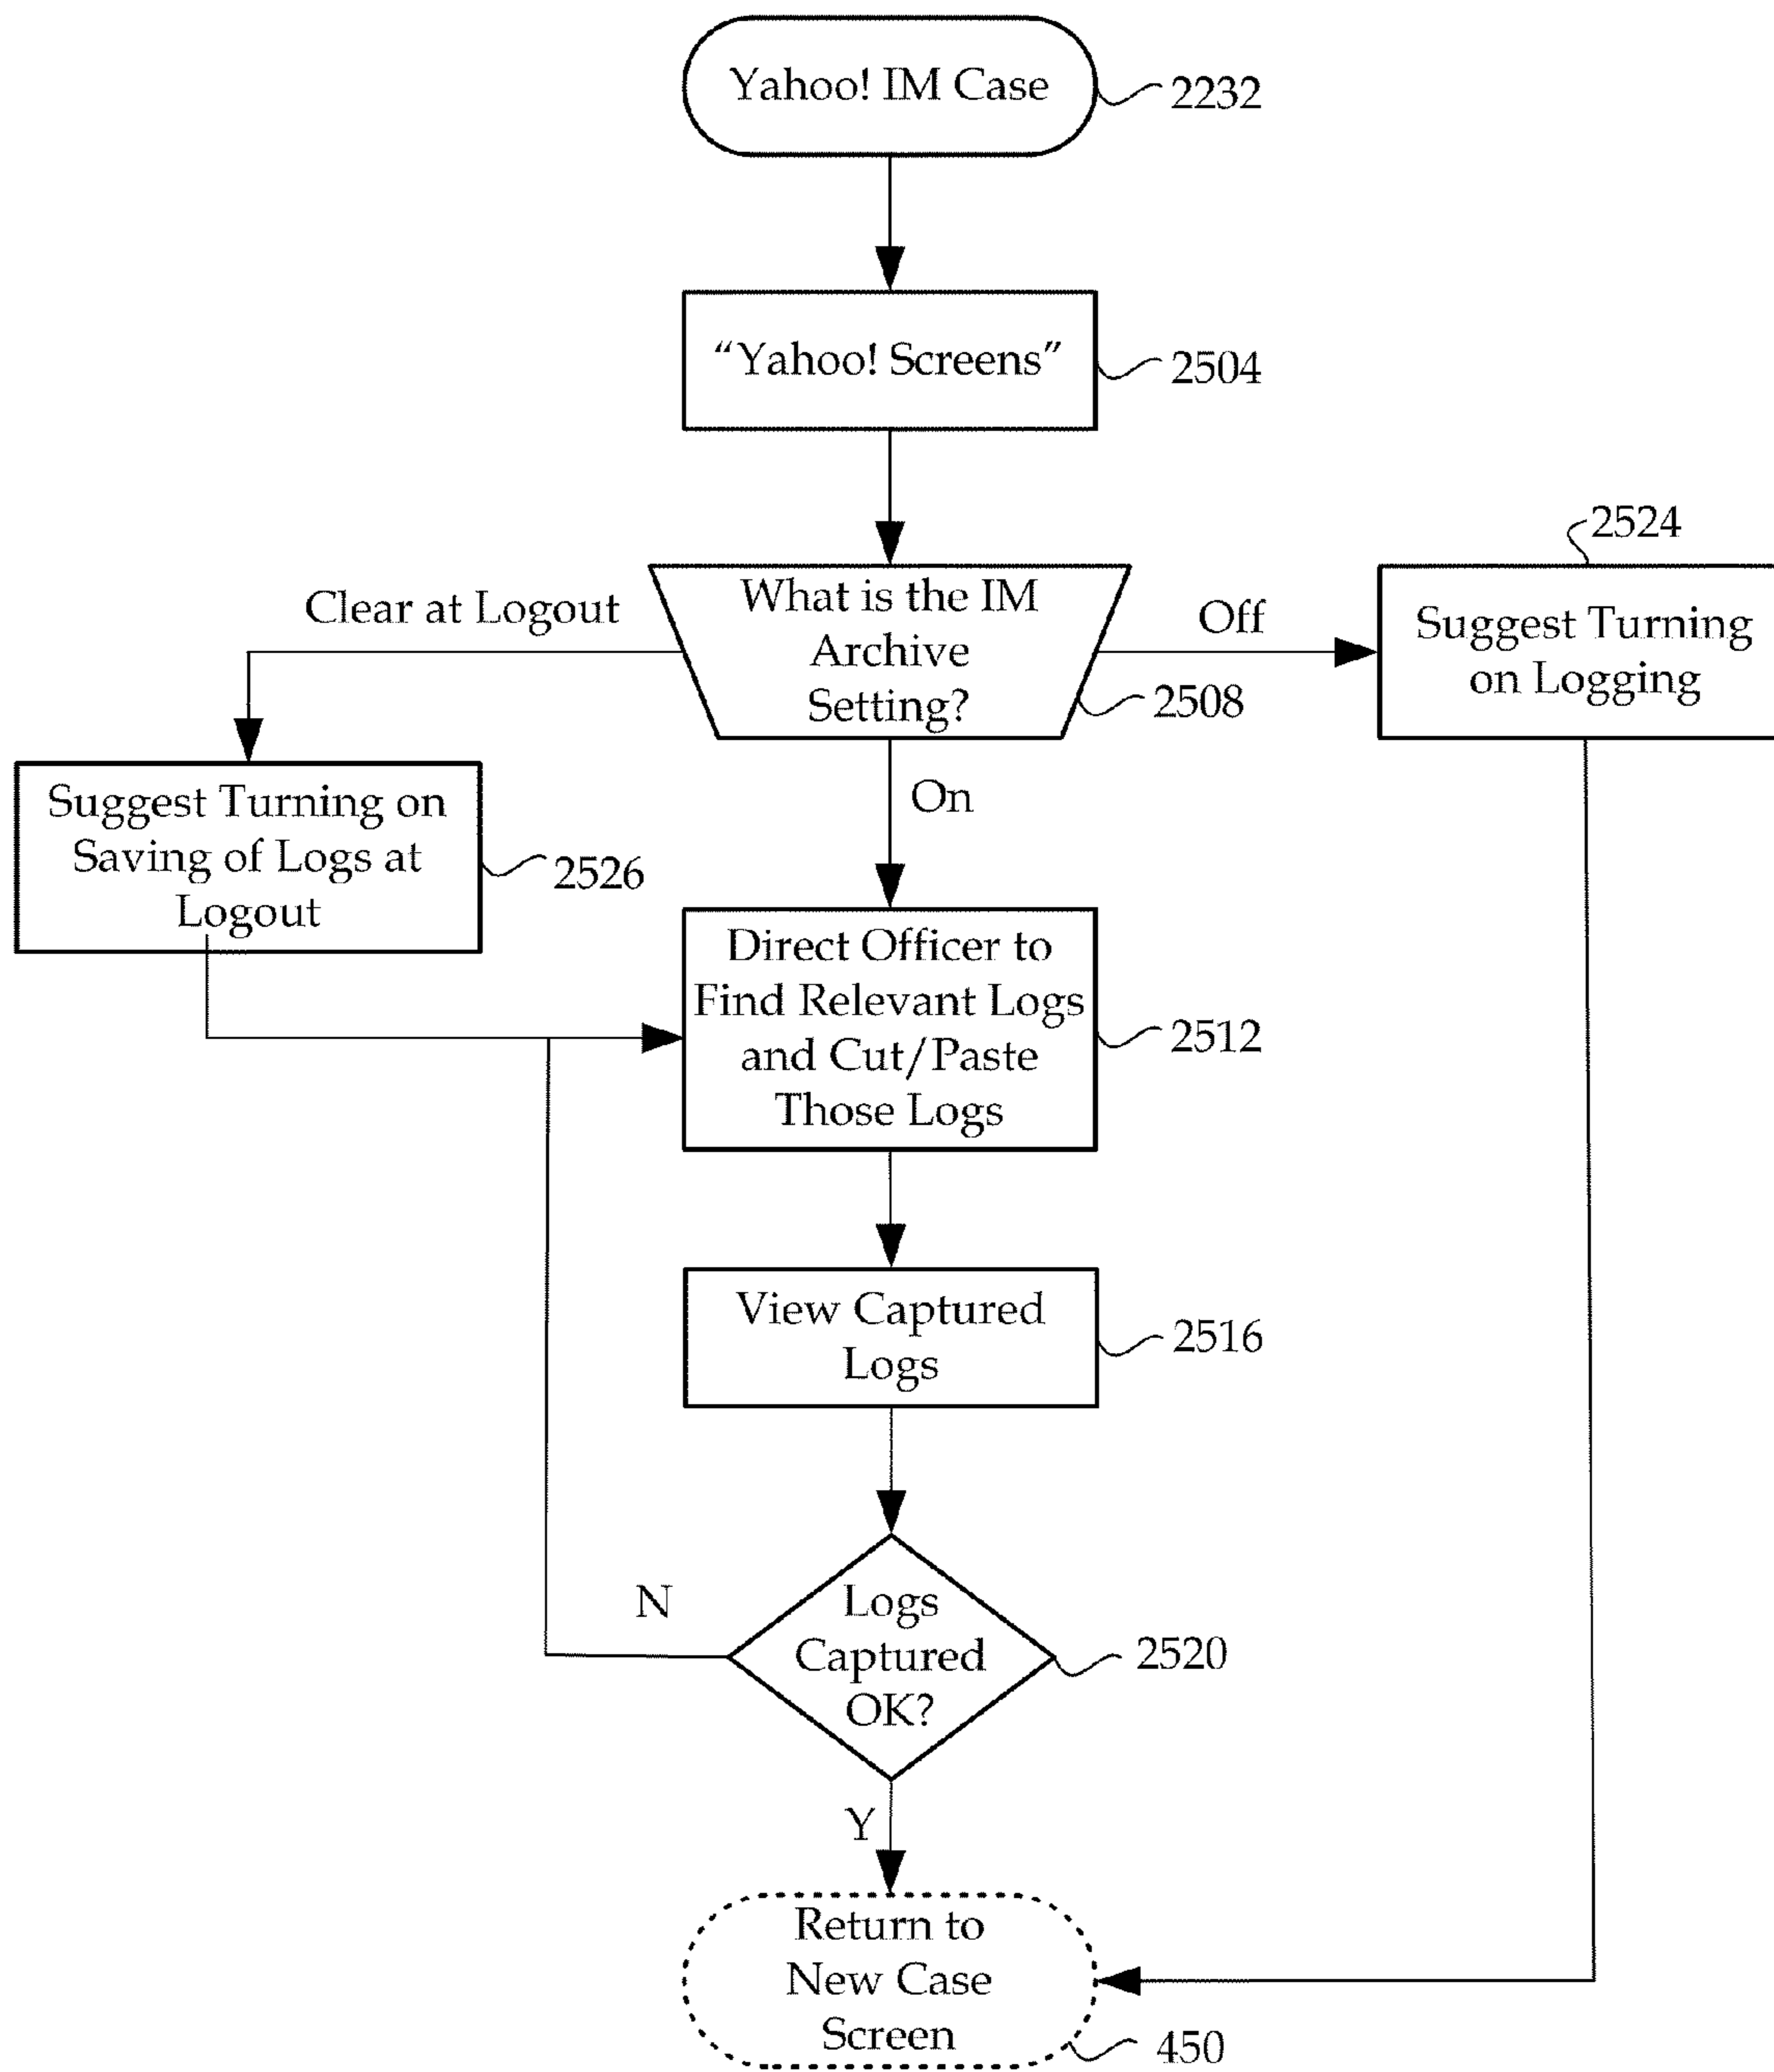 Yahoo! IM Case
2232
“Yahoo! Screens”
2504
2524
Clear at Logout
What is the IM
Archive
Setting?
2508
Off
Suggest Turning
on Logging
Suggest Turning on
Saving of Logs at
Logout
2526
On
Direct Officer to
Find Relevant Logs
and Cut/Paste
Those Logs
2512
View Captured
Logs
2516
N
Logs
Captured
OK?
2520
Y
Return to
New Case
Screen
450